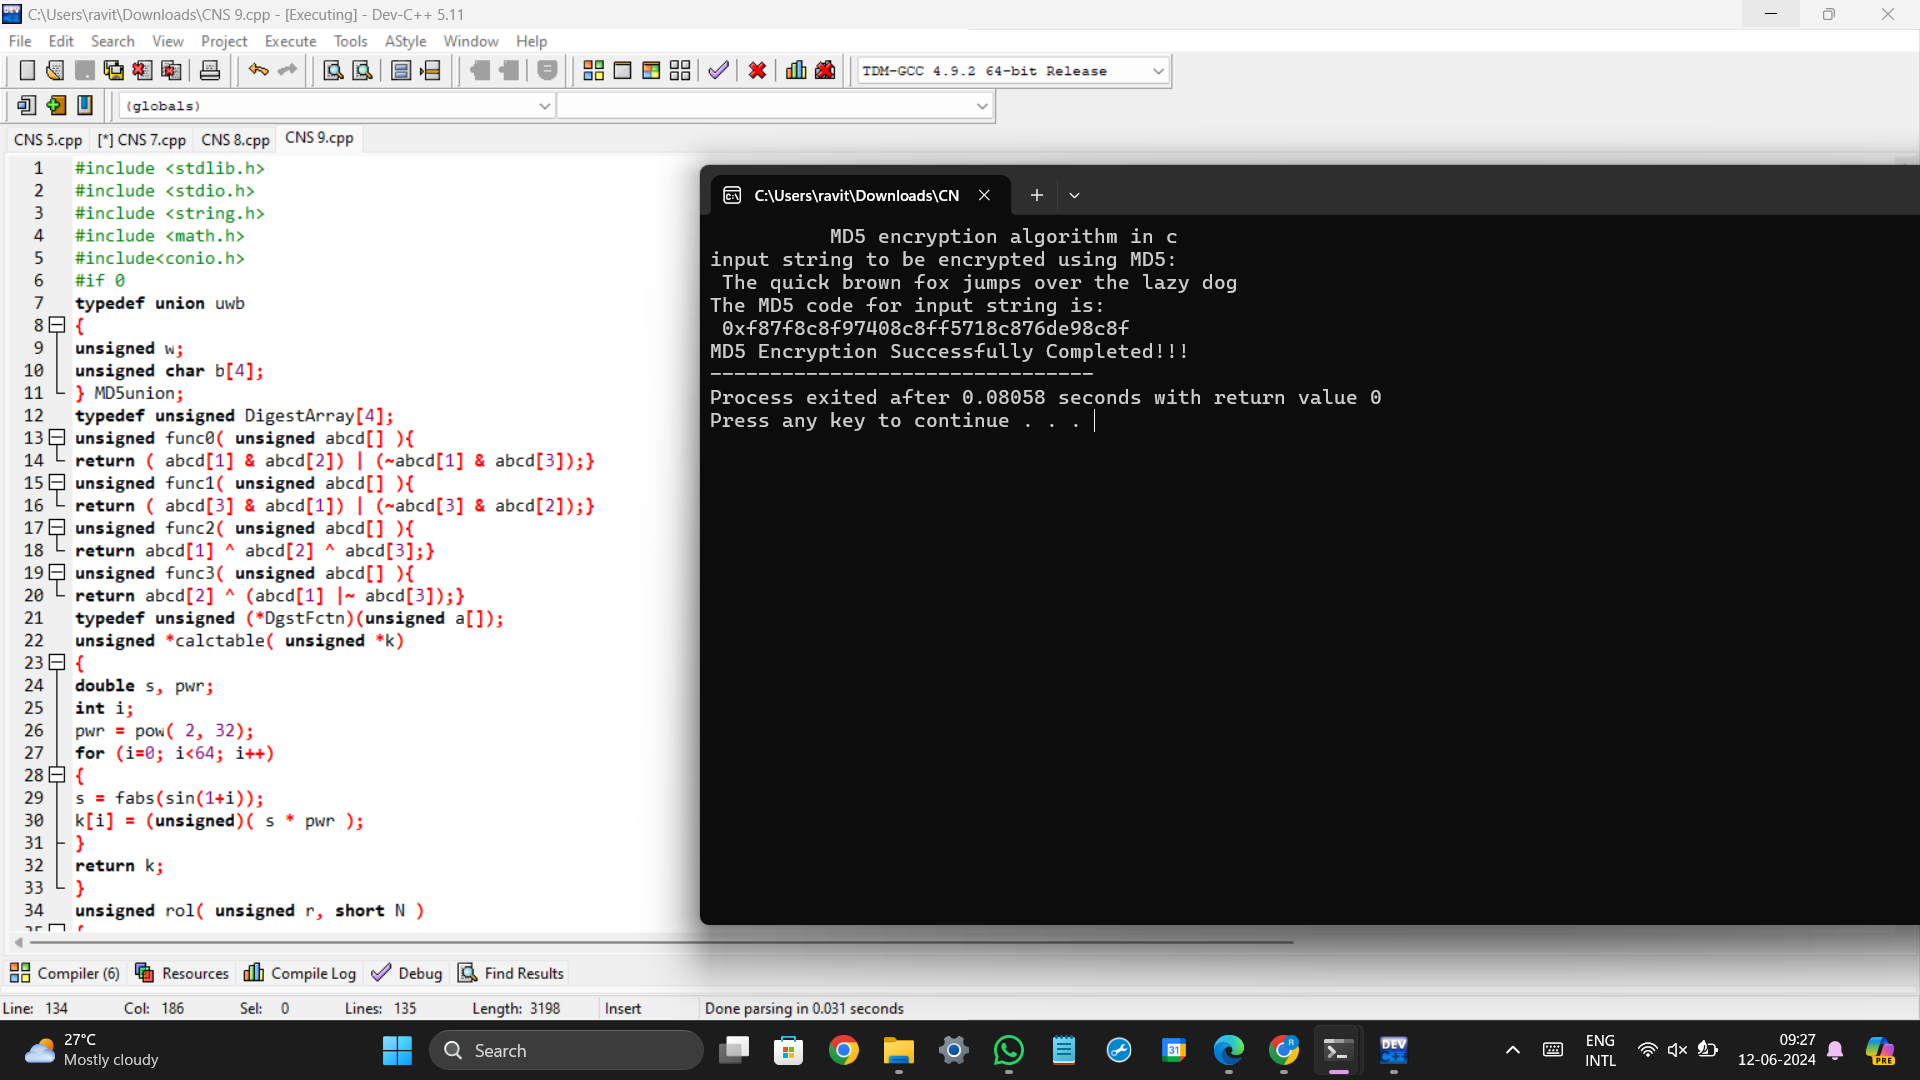 C:\Users\ravit\Downloads\CNS 9.cpp - [Executing] - Dev-C++ 5.11
File Edit Search View Project Execute Tools AStyle Window Help
TDM-GCC 4.9.2 64-bit Release
(globals)
CNS 5.cpp [*] CNS 7.cpp CNS 8.cpp CNS 9.cpp
1 #include <stdlib.h>
2 #include <stdio.h>
3 #include <string.h>
4 #include <math.h>
5 #include<conio.h>
6 #if 0
7 typedef union uwb
8 {
9 unsigned w;
10 unsigned char b[4];
11 } MD5union;
12 typedef unsigned DigestArray[4];
13 unsigned func0( unsigned abcd[] ){
14 return ( abcd[1] & abcd[2]) | (~abcd[1] & abcd[3]);}
15 unsigned func1( unsigned abcd[] ){
16 return ( abcd[3] & abcd[1]) | (~abcd[3] & abcd[2]);}
17 unsigned func2( unsigned abcd[] ){
18 return abcd[1] ^ abcd[2] ^ abcd[3];}
19 unsigned func3( unsigned abcd[] ){
20 return abcd[2] ^ (abcd[1] |~ abcd[3]);}
21 typedef unsigned (*DgstFctn)(unsigned a[]);
22 unsigned *calctable( unsigned *k)
23 {
24 double s, pwr;
25 int i;
26 pwr = pow( 2, 32);
27 for (i=0; i<64; i++)
28 {
29 s = fabs(sin(1+i));
30 k[i] = (unsigned)( s * pwr );
31 }
32 return k;
33 }
34 unsigned rol( unsigned r, short N )
C:\Users\ravit\Downloads\CN
MD5 encryption algorithm in c
input string to be encrypted using MD5:
The quick brown fox jumps over the lazy dog
The MD5 code for input string is:
0xf87f8c8f97408c8ff5718c876de98c8f
MD5 Encryption Successfully Completed!!!
--------------------------------
Process exited after 0.08058 seconds with return value 0
Press any key to continue . . .
Compiler (6) Resources Compile Log Debug Find Results
Line: 134 Col: 186 Sel: 0 Lines: 135 Length: 3198 Insert Done parsing in 0.031 seconds
27°C
Mostly cloudy
Search
31
DEV
ENG
INTL
09:27
12-06-2024
PRE